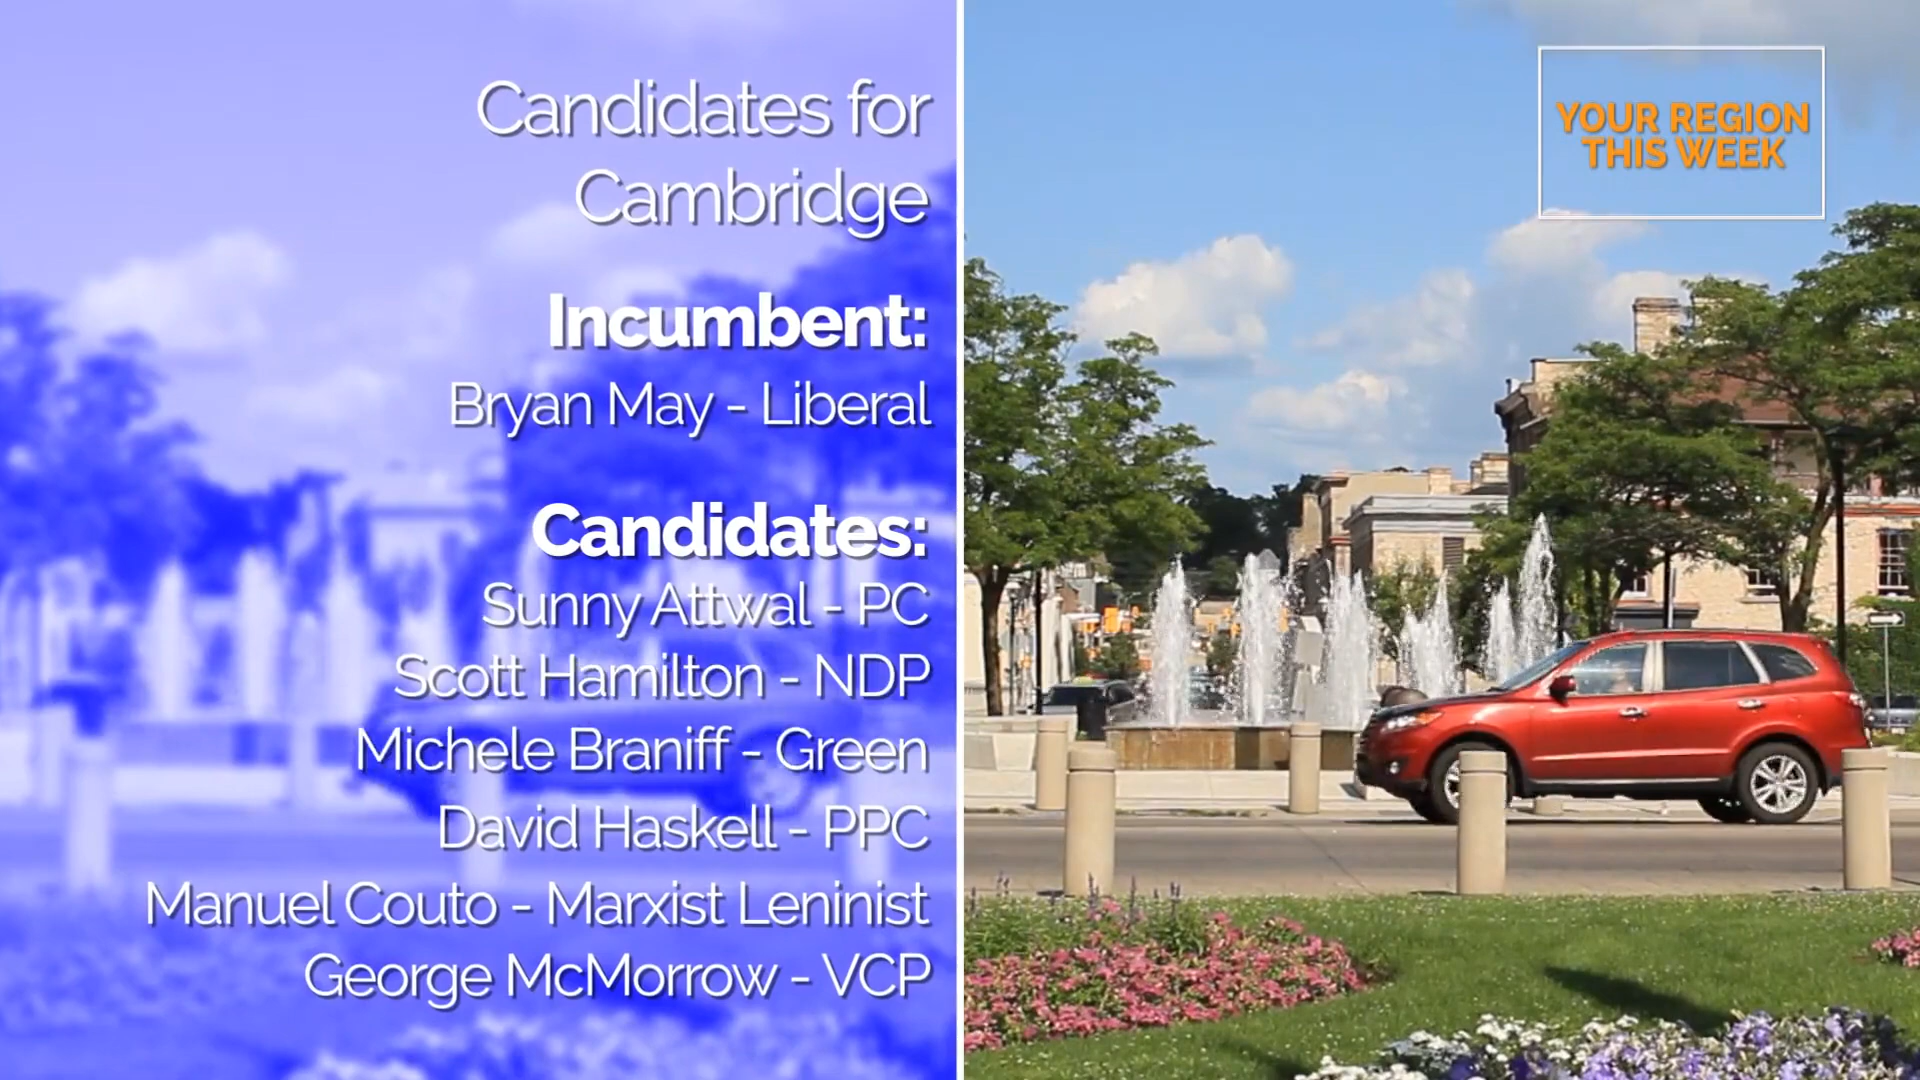 Candidates for
Cambridge
Incumbent:
Bryan May - Liberal
Candidates:
Sunny Attwal - PC
Scott Hamilton - NDP
Michele Braniff - Green
David Haskell - PPC
Manuel Couto - Marxist Leninist
George McMorrow - VCP
YOUR REGION
THIS WEEK